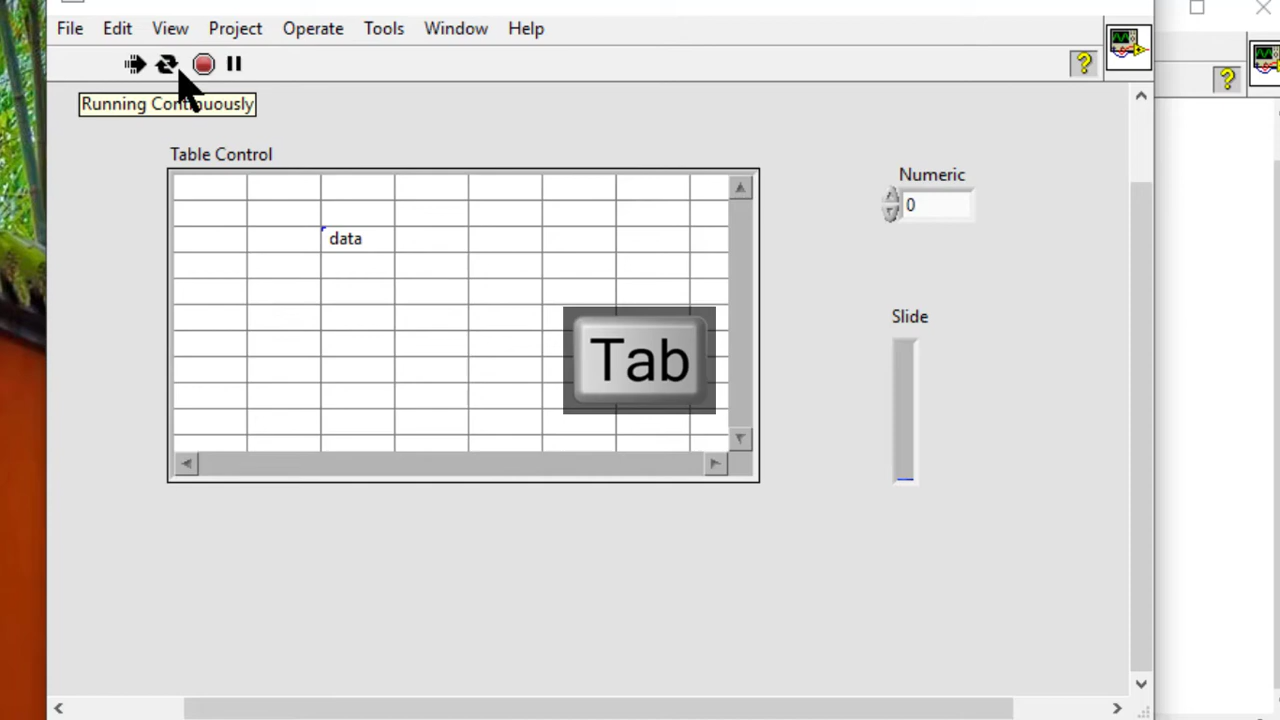 File Edit View Project Operate Tools Window Help
?
?
Running Continuously
Table Control
Numeric
data
0
Slide
Tab